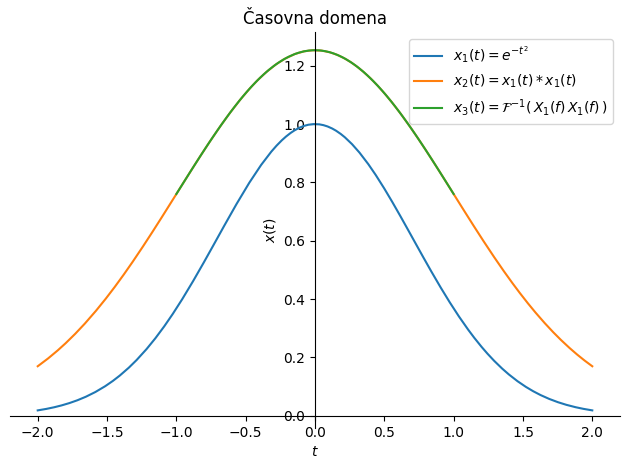 Časovna domena
x₁(t) = e^{-t²}
x₂(t) = x₁(t) * x₁(t)
x₃(t) = ℱ⁻¹( X₁(f) X₁(f) )
1.2
1.0
0.8
x(t)
0.6
0.4
0.2
0.0
−2.0 −1.5 −1.0 −0.5 0.0 0.5 1.0 1.5 2.0
t